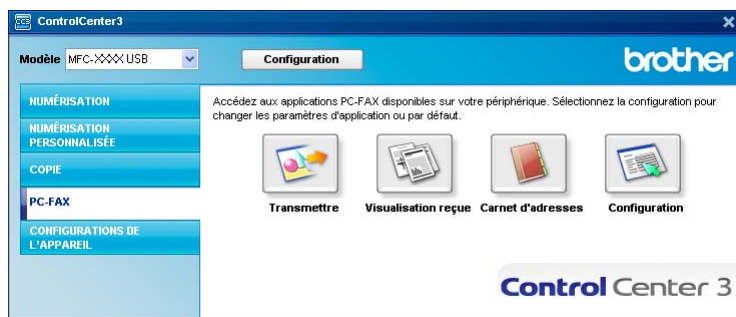 ControlCenter3
Modèle MFC-XXXX USB Configuration
brother
NUMÉRISATION
NUMÉRISATION
PERSONNALISÉE
COPIE
PC-FAX
CONFIGURATIONS DE
L'APPAREIL
Accédez aux applications PC-FAX disponibles sur votre périphérique. Sélectionnez la configuration pour
changer les paramètres d'application ou par défaut.
Transmettre Visualisation reçue Carnet d'adresses Configuration
Control Center 3